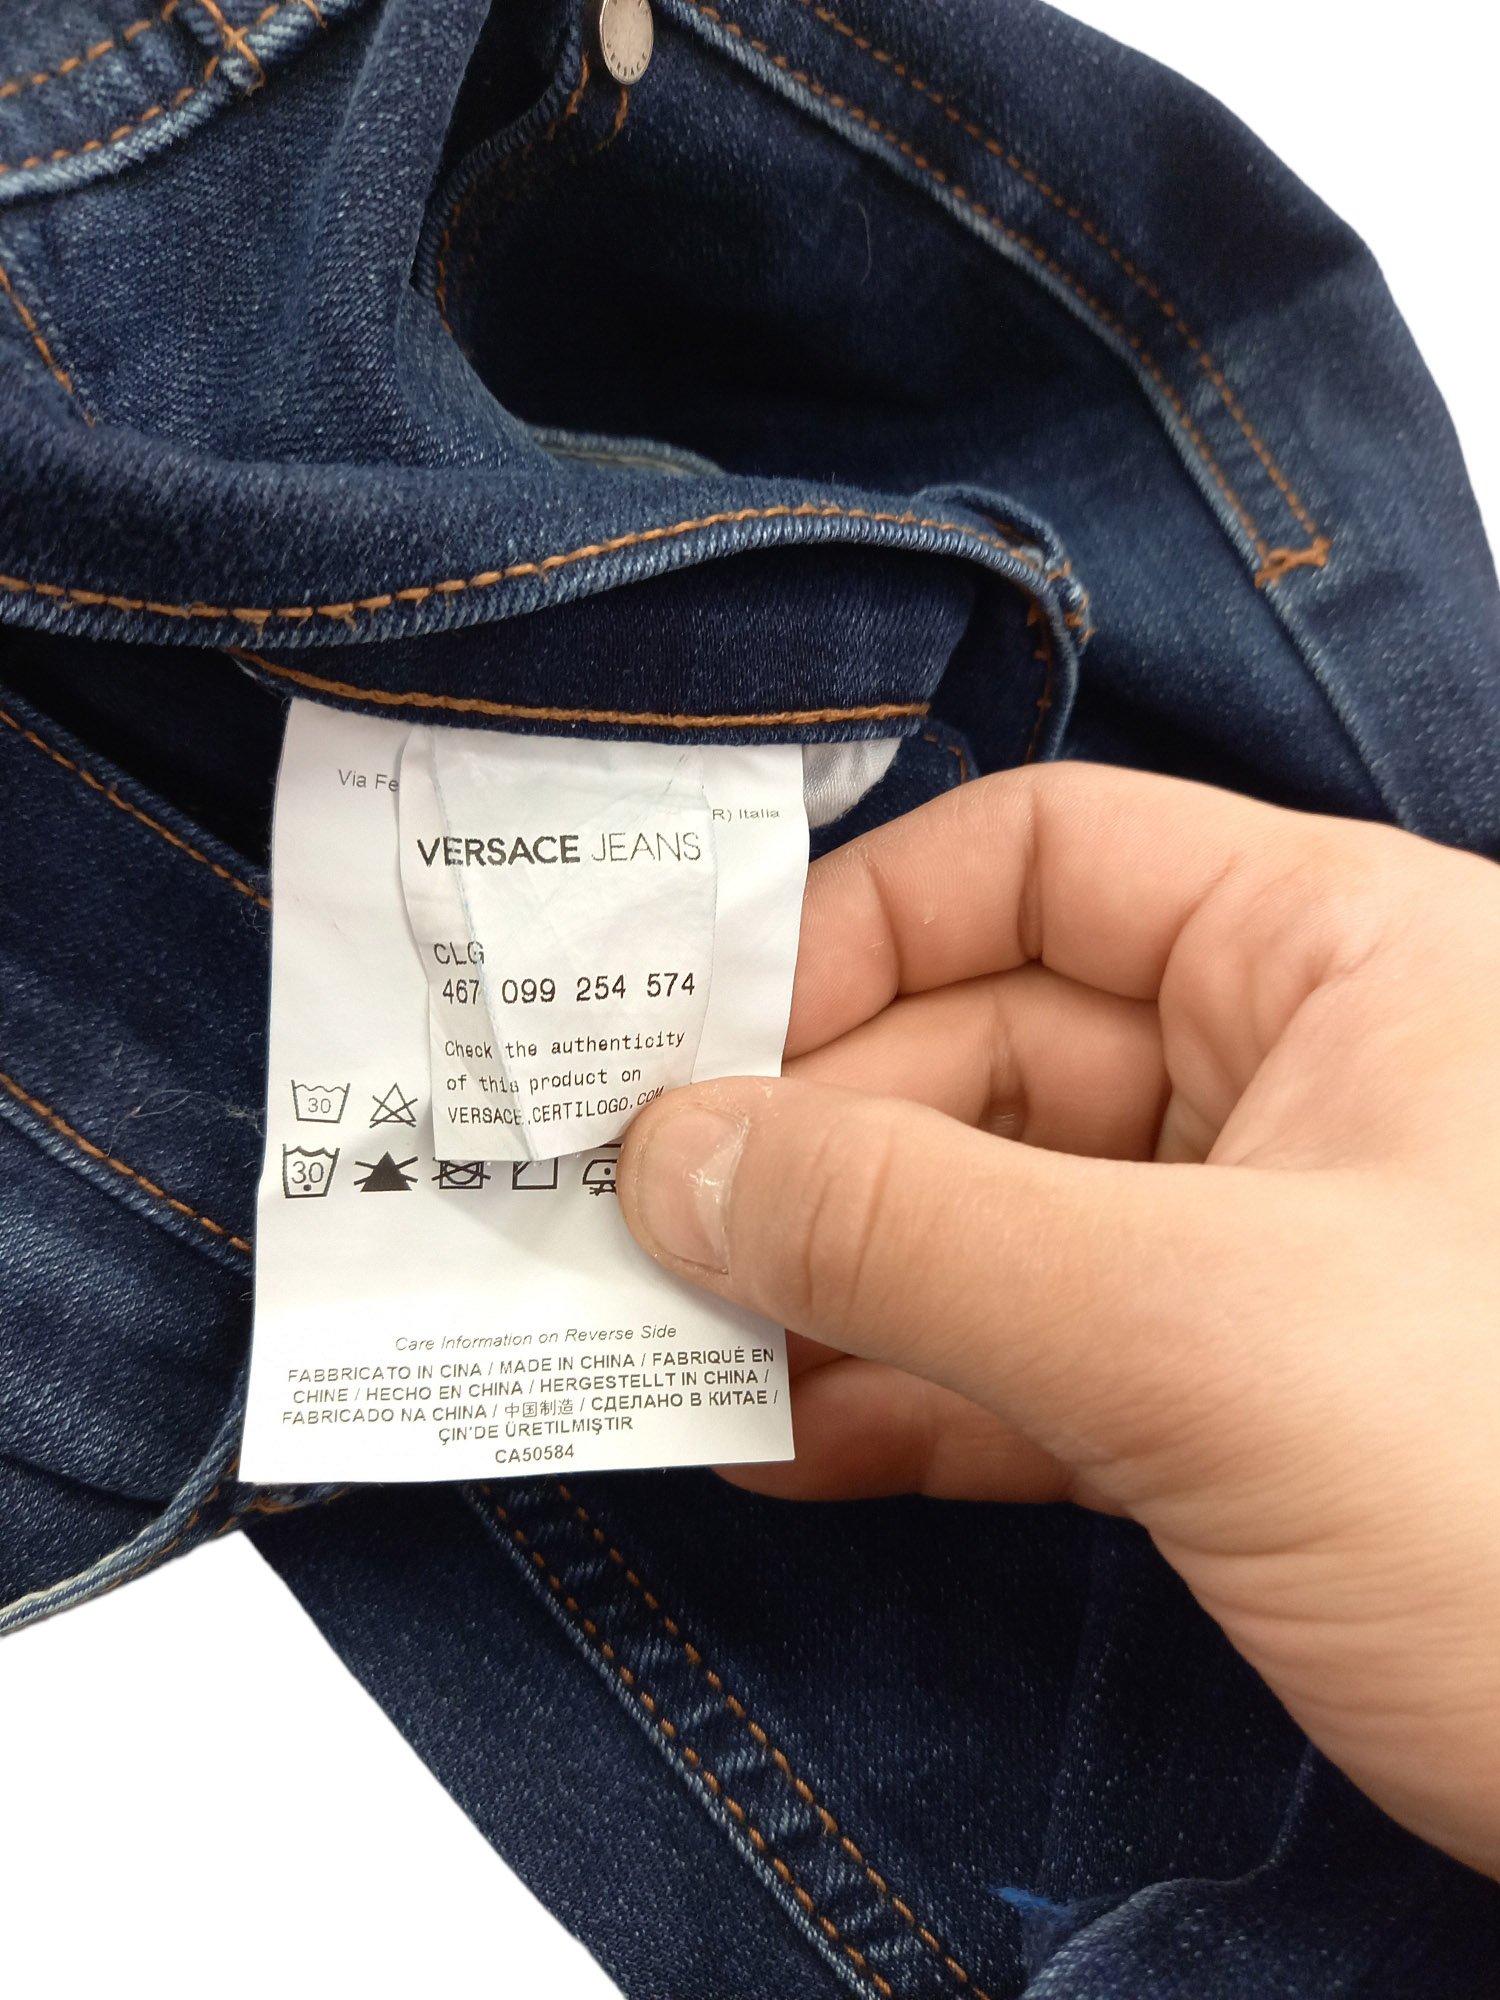 Via Fe
R) Italia
VERSACE JEANS
CLG
467 099 254 574
Check the authenticity
of this product on
VERSACE.CERTILOGO.COM
30
30
Care Information on Reverse Side
FABBRICATO IN CINA / MADE IN CHINA / FABRIQUÉ EN
CHINE / HECHO EN CHINA / HERGESTELLT IN CHINA /
FABRICADO NA CHINA / 中国制造 / СДЕЛАНО В КИТАЕ /
ÇIN'DE ÜRETILMIŞTIR
CA50584